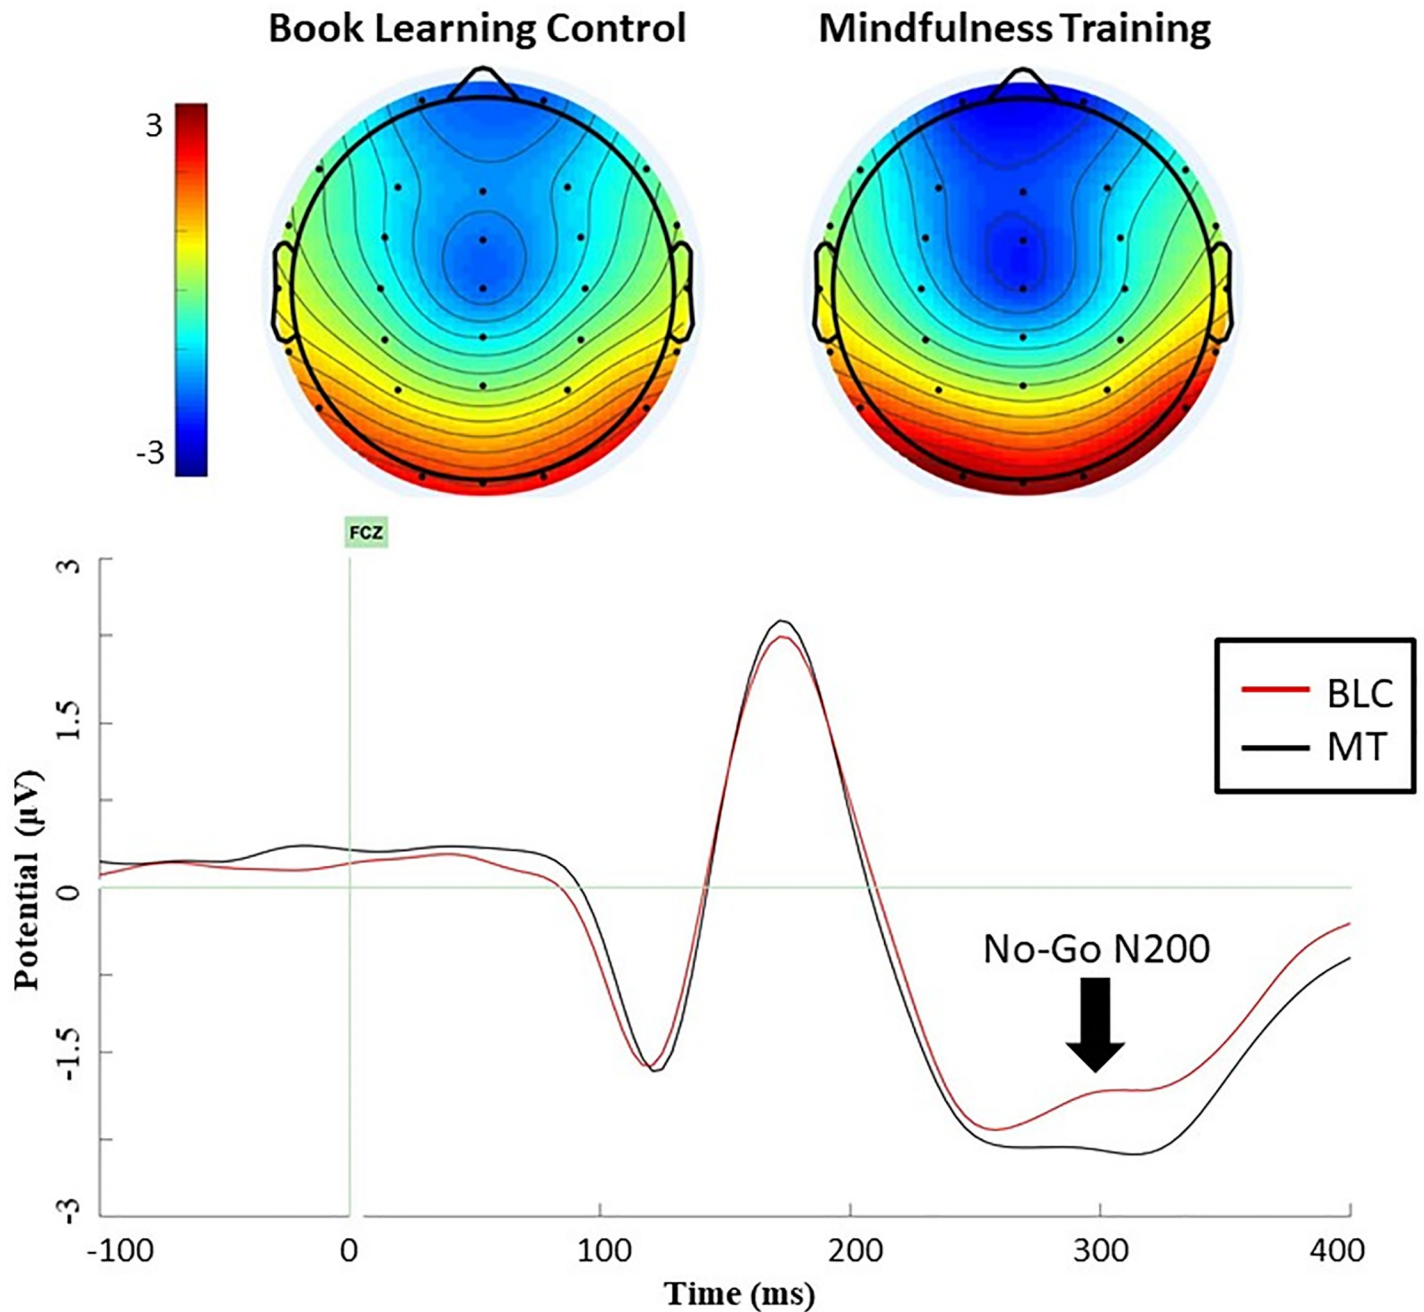 Book Learning Control
Mindfulness Training
3
-3
FCZ
3
1.5
0
-1.5
-3
Potential (µV)
BLC
MT
No-Go N200
-100
0
100
200
300
400
Time (ms)